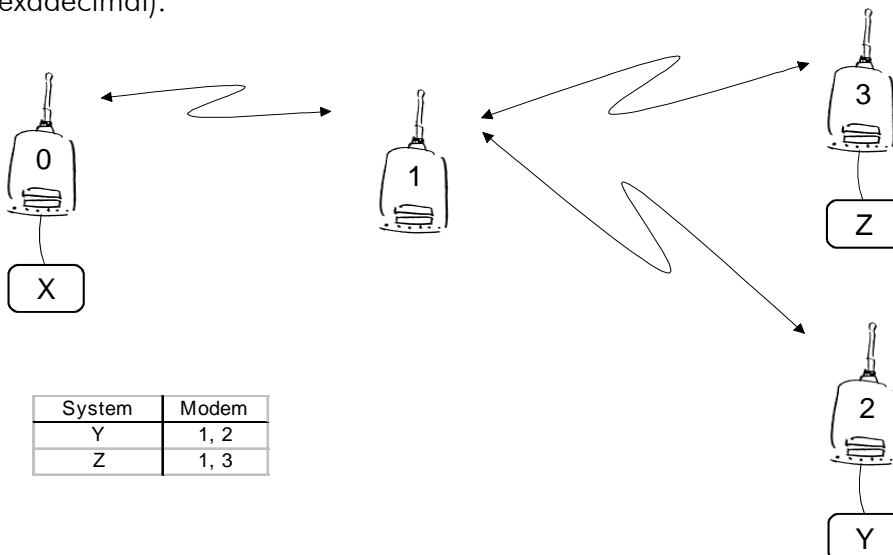 exadecimal).
3
0
1
Z
X
2
System Modem
Y 1, 2
Z 1, 3
Y